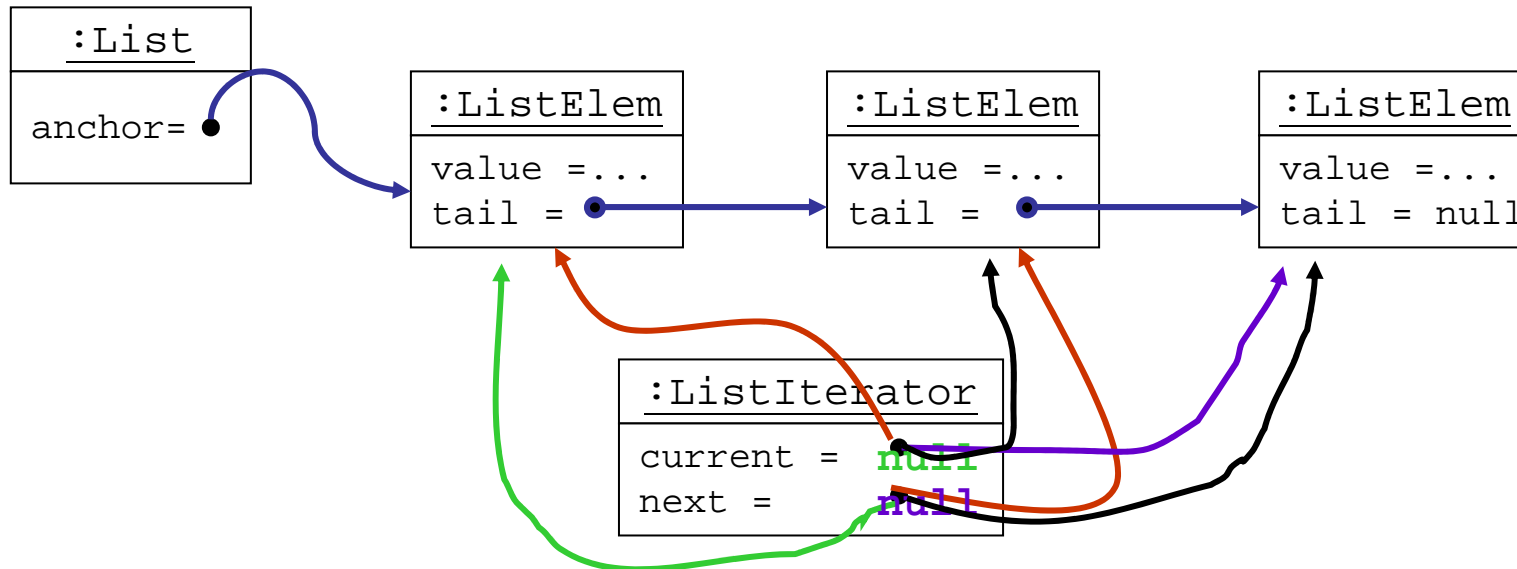 :List
anchor=
:ListElem
value =...
tail =
:ListElem
value =...
tail =
:ListElem
value =...
tail = null
:ListIterator
current = null
next = null